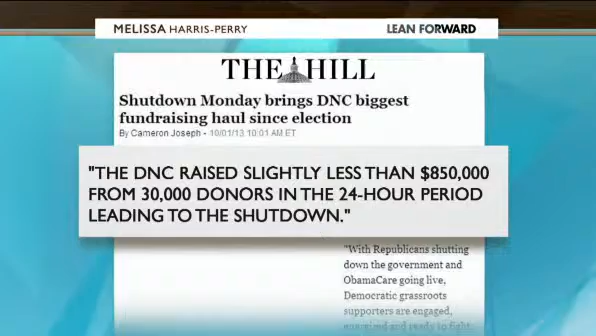 MELISSA HARRIS-PERRY
LEAN FORWARD
THE HILL
Shutdown Monday brings DNC biggest
fundraising haul since election
By Cameron Joseph - 10/01/13 10:01 AM ET
"THE DNC RAISED SLIGHTLY LESS THAN $850,000
FROM 30,000 DONORS IN THE 24-HOUR PERIOD
LEADING TO THE SHUTDOWN."
"With Republicans shutting
down the government and
ObamaCare going live,
Democratic grassroots
supporters are engaged,
energized and ready to fight